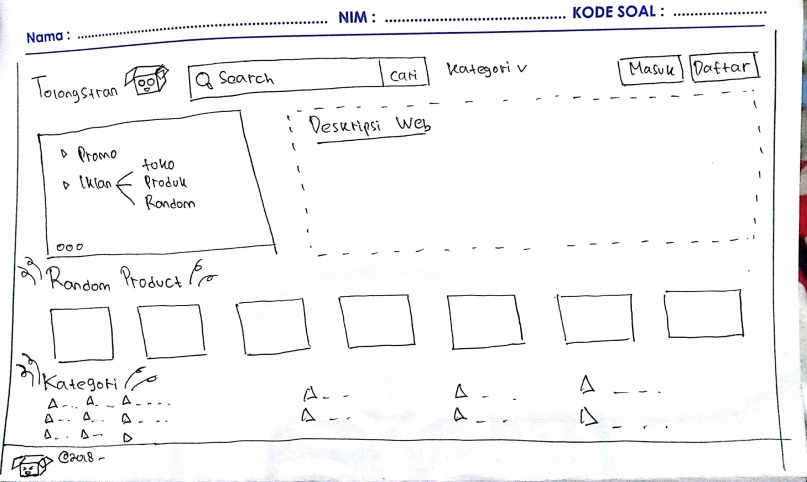 Nama : NIM : KODE SOAL :
Tolongstran Search Cari Kategori v Masuk Daftar
Deskripsi Web
Promo
toko
Iklan Produk
Random
Random Product
Kategori
©2018 -